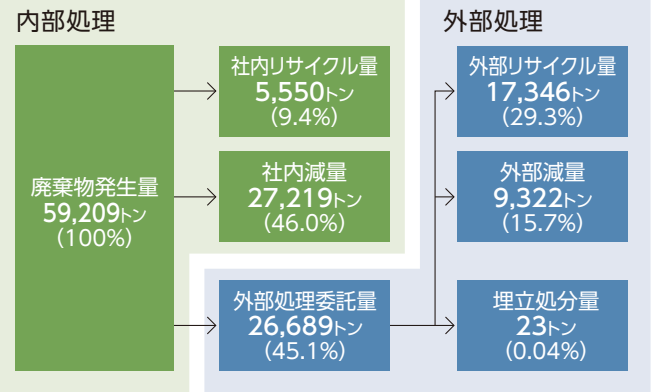 内部処理
外部処理
廃棄物発生量
59,209トン
(100%)
社内リサイクル量
5,550トン
(9.4%)
社内減量
27,219トン
(46.0%)
外部処理委託量
26,689トン
(45.1%)
外部リサイクル量
17,346トン
(29.3%)
外部減量
9,322トン
(15.7%)
埋立処分量
23トン
(0.04%)